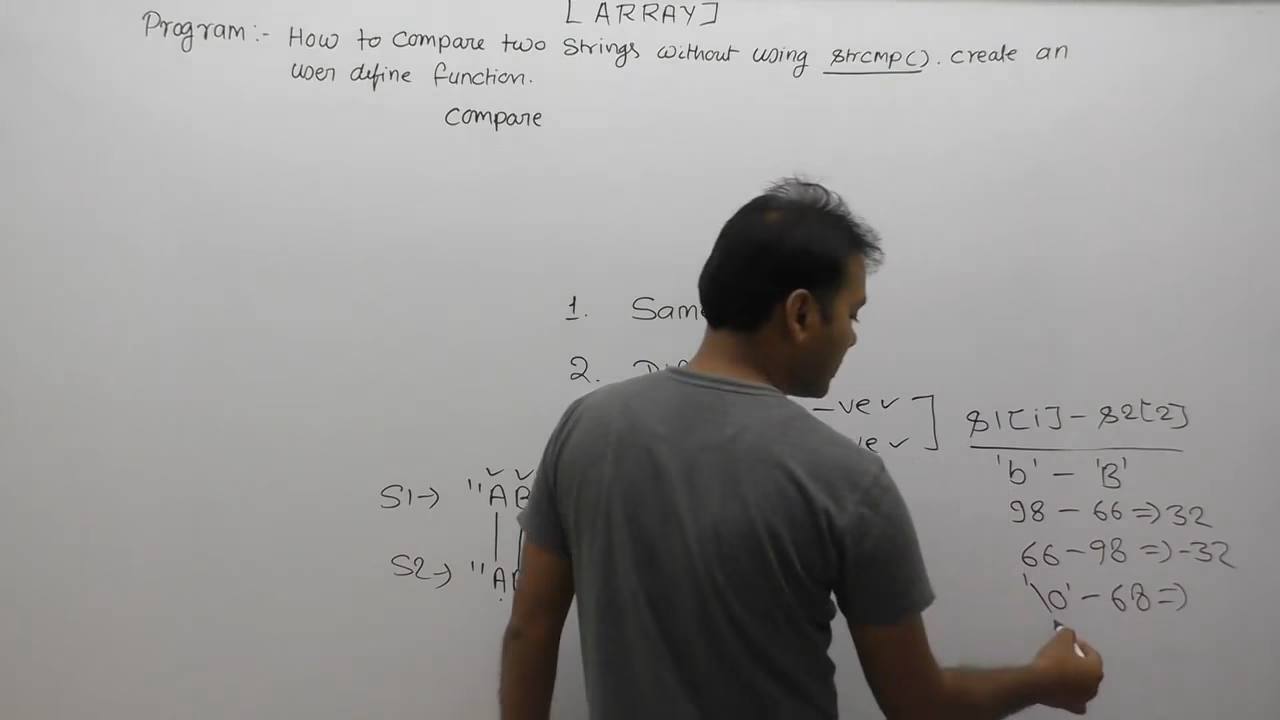 [ARRAY]
Program:- How to compare two strings without using strcmp(). create an
user define function.
compare
1. Sam
2.
-ve✓
ve✓ ] s1[i] - s2[2]
'b' - 'B'
98 - 66 => 32
66 - 98 => -32
'\0' - 68 =>
S1-> "AB
S2-> "A